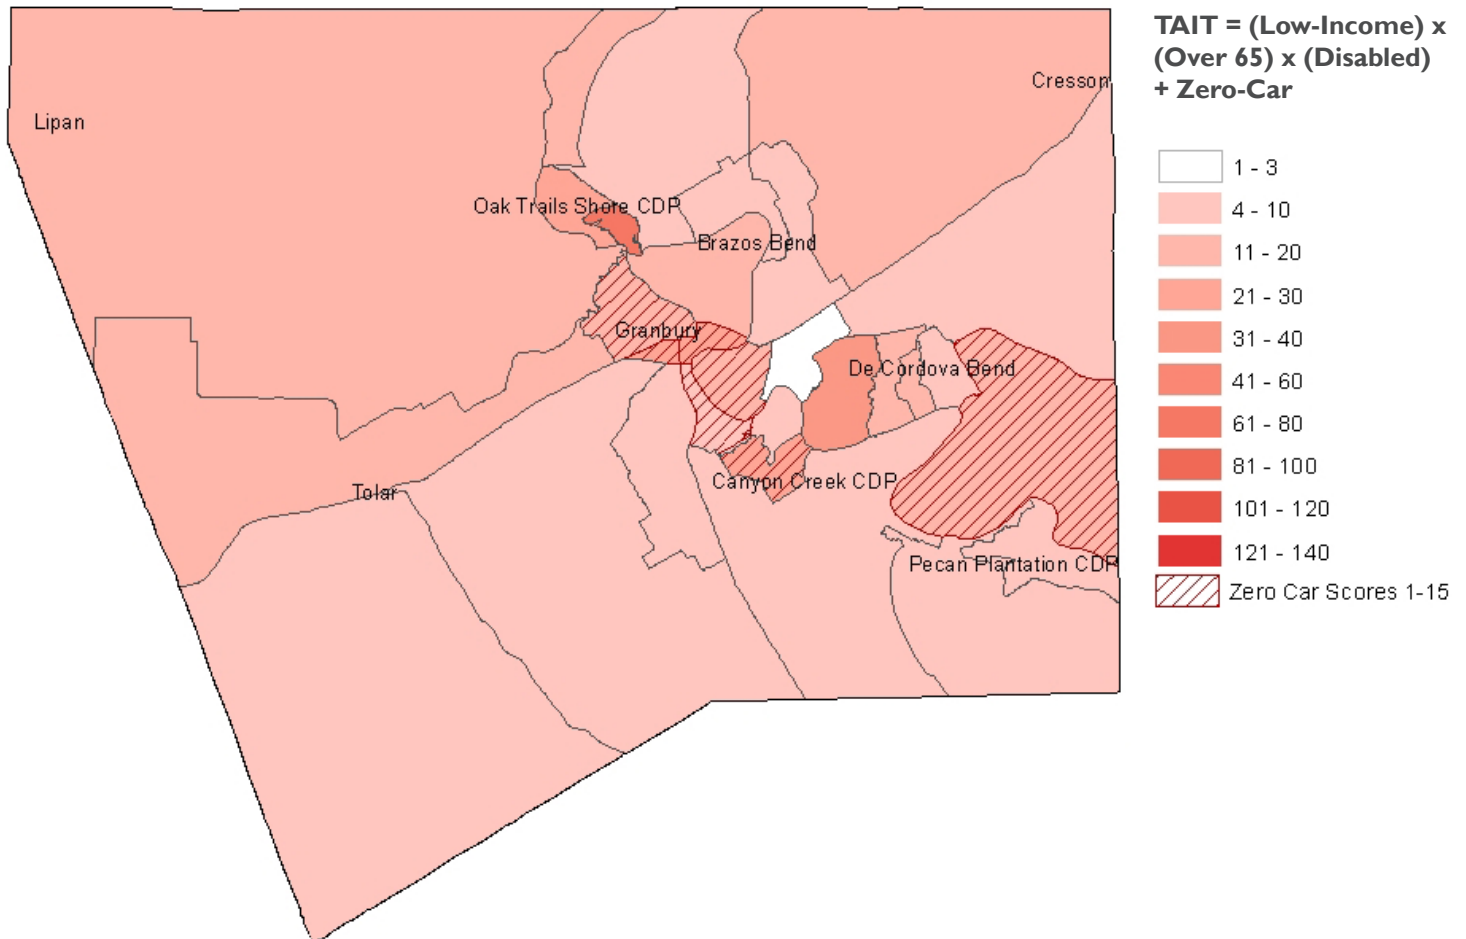 TAIT = (Low-Income) x
(Over 65) x (Disabled)
+ Zero-Car
Cresson
Lipan
1 - 3
4 - 10
Oak Trails Shore CDP
Brazos Bend
11 - 20
21 - 30
Granbury
31 - 40
De Cordova Bend
41 - 60
61 - 80
81 - 100
Canyon Creek CDP
Tolar
101 - 120
121 - 140
Pecan Plantation CDP
Zero Car Scores 1-15